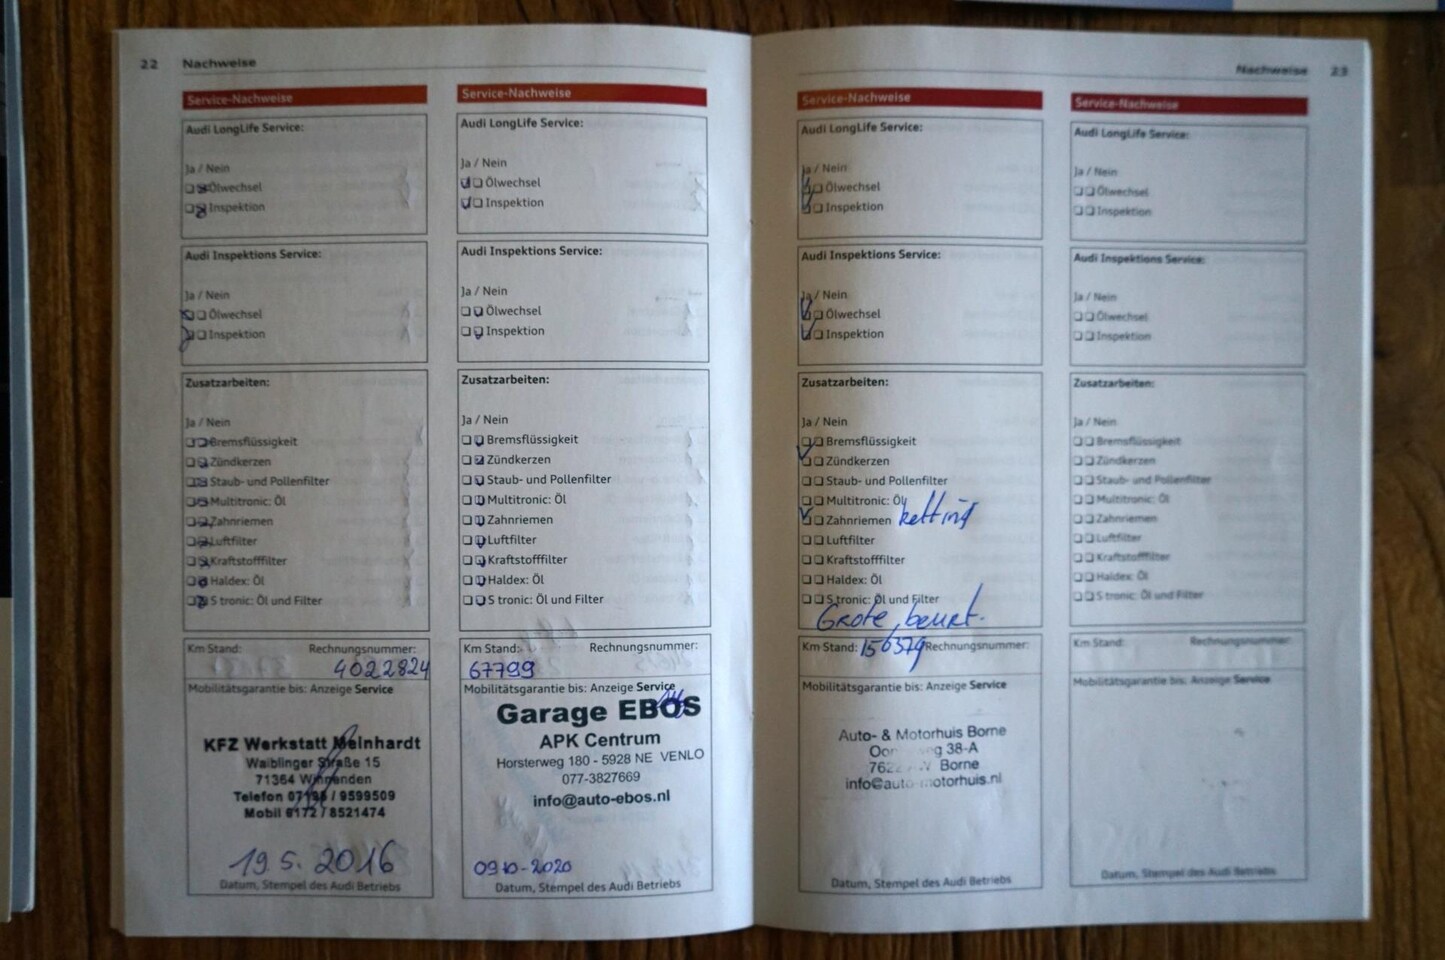 22 Nachweise
Service-Nachweise
Audi LongLife Service:
Ja / Nein
Ölwechsel
Inspektion
Audi Inspektions Service:
Ja / Nein
Ölwechsel
Inspektion
Zusatzarbeiten:
Ja / Nein
Bremsflüssigkeit
Zündkerzen
Staub- und Pollenfilter
Multitronic: Öl
Zahnriemen
Luftfilter
Kraftstofffilter
Haldex: Öl
S tronic: Öl und Filter
Km Stand: Rechnungsnummer:
4022824
Mobilitätsgarantie bis: Anzeige Service
KFZ Werkstatt Meinhardt
Waiblinger Straße 15
71364 Winnenden
Telefon 07195 / 9599509
Mobil 0172 / 8521474
19.5.2016
Datum, Stempel des Audi Betriebs
Service-Nachweise
Audi LongLife Service:
Ja / Nein
Ölwechsel
Inspektion
Audi Inspektions Service:
Ja / Nein
Ölwechsel
Inspektion
Zusatzarbeiten:
Ja / Nein
Bremsflüssigkeit
Zündkerzen
Staub- und Pollenfilter
Multitronic: Öl
Zahnriemen
Luftfilter
Kraftstofffilter
Haldex: Öl
S tronic: Öl und Filter
Km Stand: Rechnungsnummer:
67799
Mobilitätsgarantie bis: Anzeige Service
Garage EBOS
APK Centrum
Horsterweg 180 - 5928 NE VENLO
077-3827669
info@auto-ebos.nl
09-10-2020
Datum, Stempel des Audi Betriebs
Nachweise 23
Service-Nachweise
Audi LongLife Service:
Ja / Nein
Ölwechsel
Inspektion
Audi Inspektions Service:
Ja / Nein
Ölwechsel
Inspektion
Zusatzarbeiten:
Ja / Nein
Bremsflüssigkeit
Zündkerzen
Staub- und Pollenfilter
Multitronic: Öl
Zahnriemen ketting
Luftfilter
Kraftstofffilter
Haldex: Öl
S tronic: Öl und Filter
Grote beurt.
Km Stand: 156379 Rechnungsnummer:
Mobilitätsgarantie bis: Anzeige Service
Auto- & Motorhuis Borne
38-A
Borne
info@auto-motorhuis.nl
Datum, Stempel des Audi Betriebs
Service-Nachweise
Audi LongLife Service:
Ja / Nein
Ölwechsel
Inspektion
Audi Inspektions Service:
Ja / Nein
Ölwechsel
Inspektion
Zusatzarbeiten:
Ja / Nein
Bremsflüssigkeit
Zündkerzen
Staub- und Pollenfilter
Multitronic: Öl
Zahnriemen
Luftfilter
Kraftstofffilter
Haldex: Öl
S tronic: Öl und Filter
Km Stand: Rechnungsnummer:
Mobilitätsgarantie bis: Anzeige Service
Datum, Stempel des Audi Betriebs